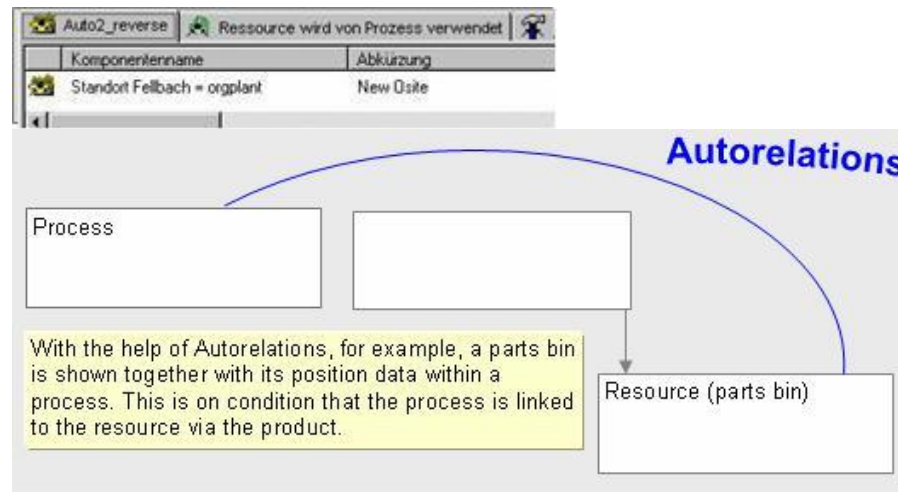 Auto2_reverse Ressource wird von Prozess verwendet
Komponentenname Abkürzung
Standort Fellbach = orgplant New Osite
Autorelations
Process
With the help of Autorelations, for example, a parts bin
is shown together with its position data within a
process. This is on condition that the process is linked
to the resource via the product.
Resource (parts bin)